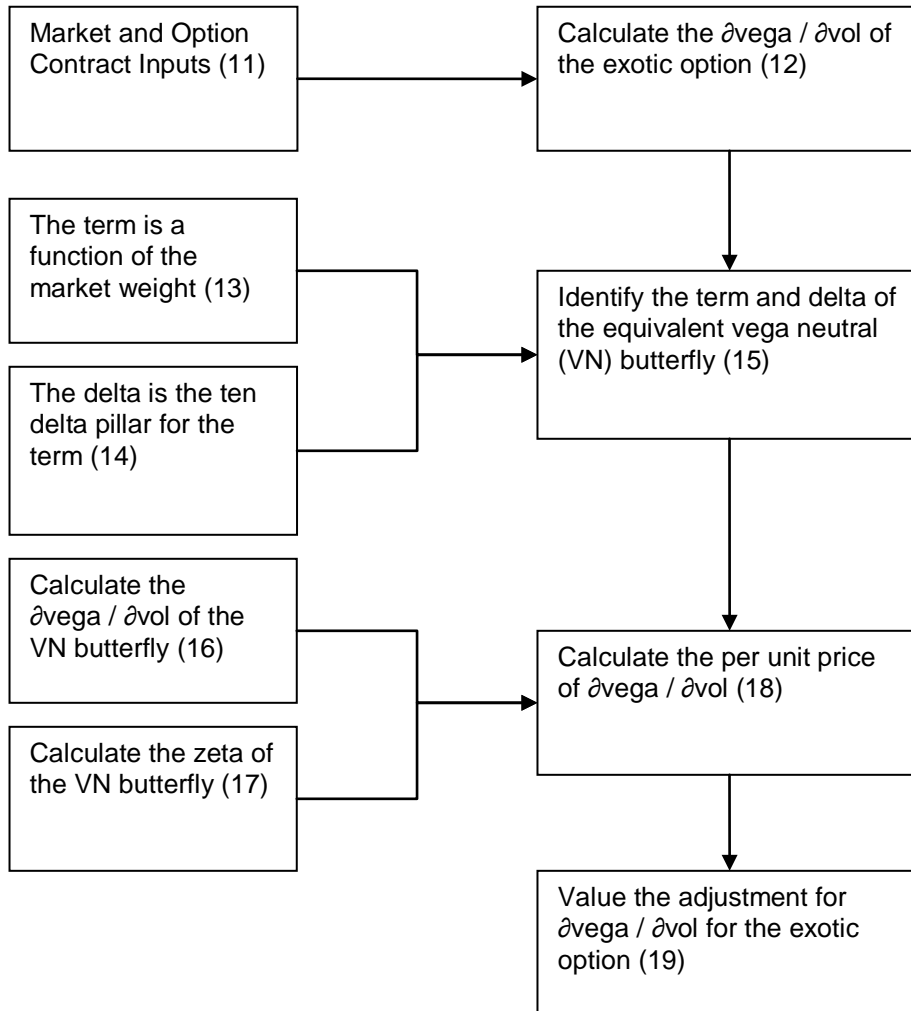 Market and Option
Contract Inputs (11)
Calculate the ∂vega / ∂vol of
the exotic option (12)
The term is a
function of the
market weight (13)
The delta is the ten
delta pillar for the
term (14)
Identify the term and delta of
the equivalent vega neutral
(VN) butterfly (15)
Calculate the
∂vega / ∂vol of the
VN butterfly (16)
Calculate the zeta of
the VN butterfly (17)
Calculate the per unit price
of ∂vega / ∂vol (18)
Value the adjustment for
∂vega / ∂vol for the exotic
option (19)